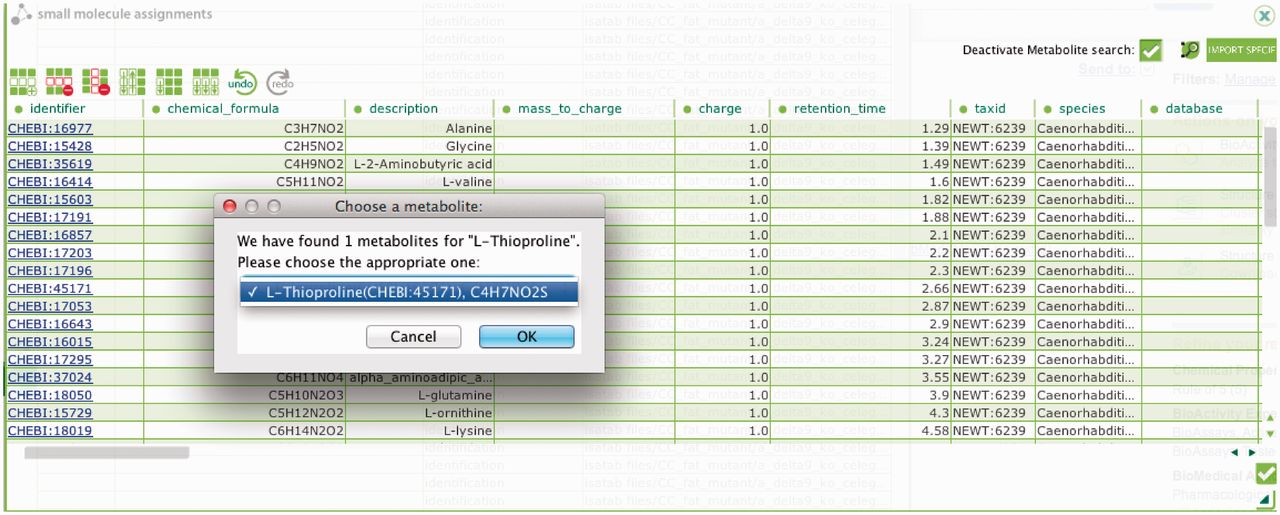 small molecule assignments
Deactivate Metabolite search: IMPORT SPECIF
Send to:
Filters: Manage
undo redo
identifier chemical_formula description mass_to_charge charge retention_time taxid species database
CHEBI:16977 C3H7NO2 Alanine 1.0 1.29 NEWT:6239 Caenorhabditi...
CHEBI:15428 C2H5NO2 Glycine 1.0 1.39 NEWT:6239 Caenorhabditi...
CHEBI:35619 C4H9NO2 L-2-Aminobutyric acid 1.0 1.49 NEWT:6239 Caenorhabditi...
CHEBI:16414 C5H11NO2 L-valine 1.0 1.6 NEWT:6239 Caenorhabditi...
CHEBI:15603 1.0 1.82 NEWT:6239 Caenorhabditi...
CHEBI:17191 1.0 1.88 NEWT:6239 Caenorhabditi...
CHEBI:16857 1.0 2.1 NEWT:6239 Caenorhabditi...
CHEBI:17203 1.0 2.2 NEWT:6239 Caenorhabditi...
CHEBI:17196 1.0 2.3 NEWT:6239 Caenorhabditi...
CHEBI:45171 1.0 2.66 NEWT:6239 Caenorhabditi...
CHEBI:17053 1.0 2.87 NEWT:6239 Caenorhabditi...
CHEBI:16643 1.0 2.9 NEWT:6239 Caenorhabditi...
CHEBI:16015 1.0 3.24 NEWT:6239 Caenorhabditi...
CHEBI:17295 1.0 3.27 NEWT:6239 Caenorhabditi...
CHEBI:37024 C6H11NO4 alpha_aminoadipic_a... 1.0 3.55 NEWT:6239 Caenorhabditi...
CHEBI:18050 C5H10N2O3 L-glutamine 1.0 3.9 NEWT:6239 Caenorhabditi...
CHEBI:15729 C5H12N2O2 L-ornithine 1.0 4.3 NEWT:6239 Caenorhabditi...
CHEBI:18019 C6H14N2O2 L-lysine 1.0 4.58 NEWT:6239 Caenorhabditi...
Choose a metabolite:
We have found 1 metabolites for "L-Thioproline".
Please choose the appropriate one:
✓ L-Thioproline(CHEBI:45171), C4H7NO2S
Cancel OK